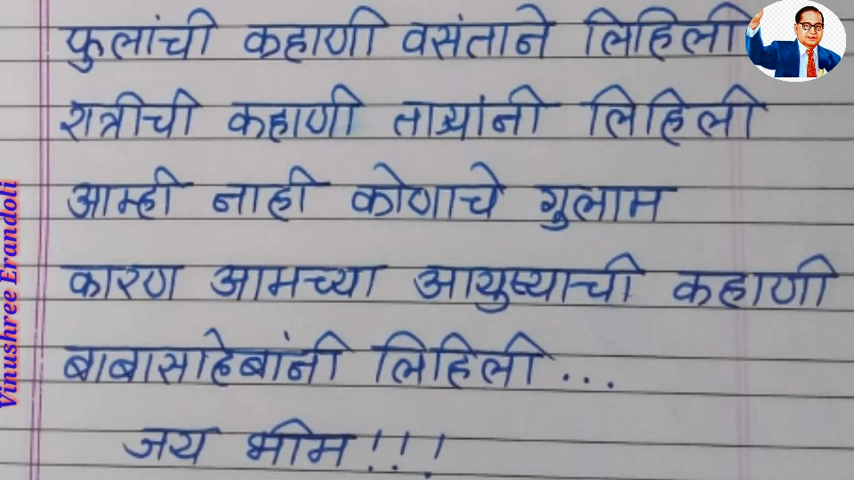 फुलांची कहाणी वसंताने लिहिली
रात्रीची कहाणी ताऱ्यांनी लिहिली
आम्ही नाही कोणाचे गुलाम
कारण आमच्या आयुष्याची कहाणी
बाबासाहेबांनी लिहिली...
जय भीम!!!
Vinushree Erandoli